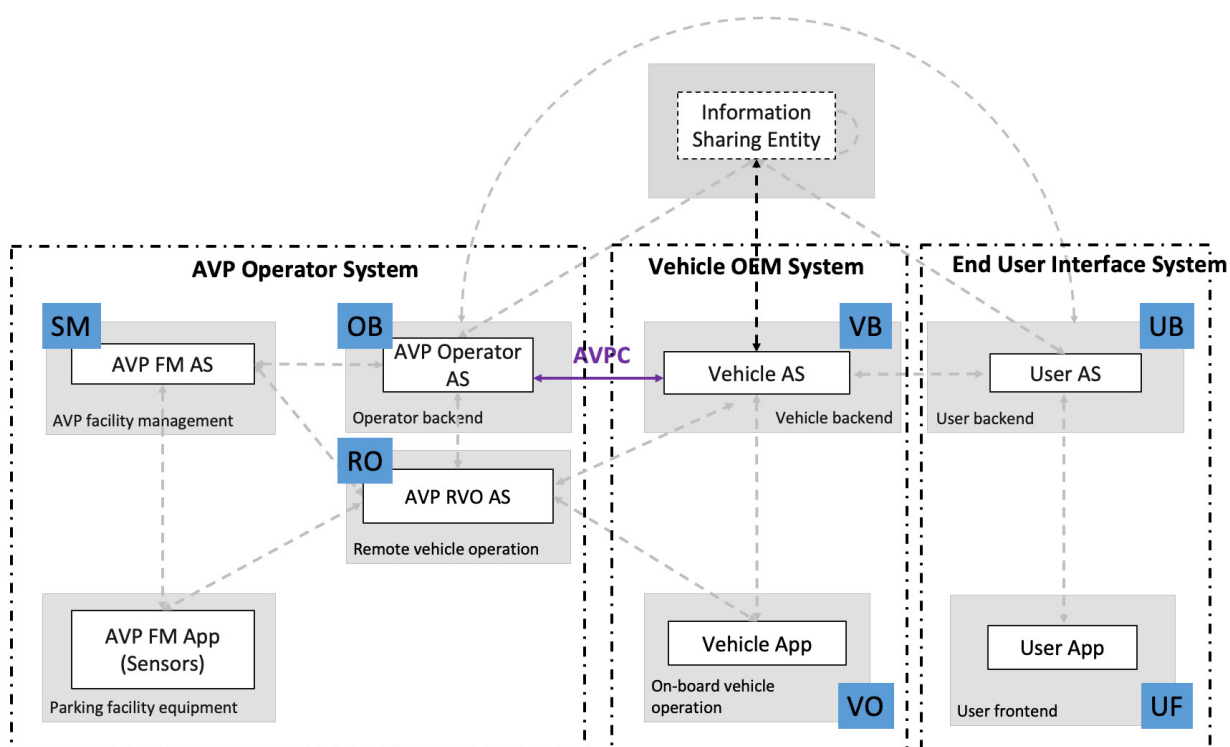 Information
Sharing Entity
AVP Operator System
Vehicle OEM System
End User Interface System
SM
AVP FM AS
AVP facility management
OB
AVP Operator
AS
Operator backend
AVPC
VB
Vehicle AS
Vehicle backend
UB
User AS
User backend
RO
AVP RVO AS
Remote vehicle operation
AVP FM App
(Sensors)
Parking facility equipment
Vehicle App
On-board vehicle
operation
VO
User App
User frontend
UF